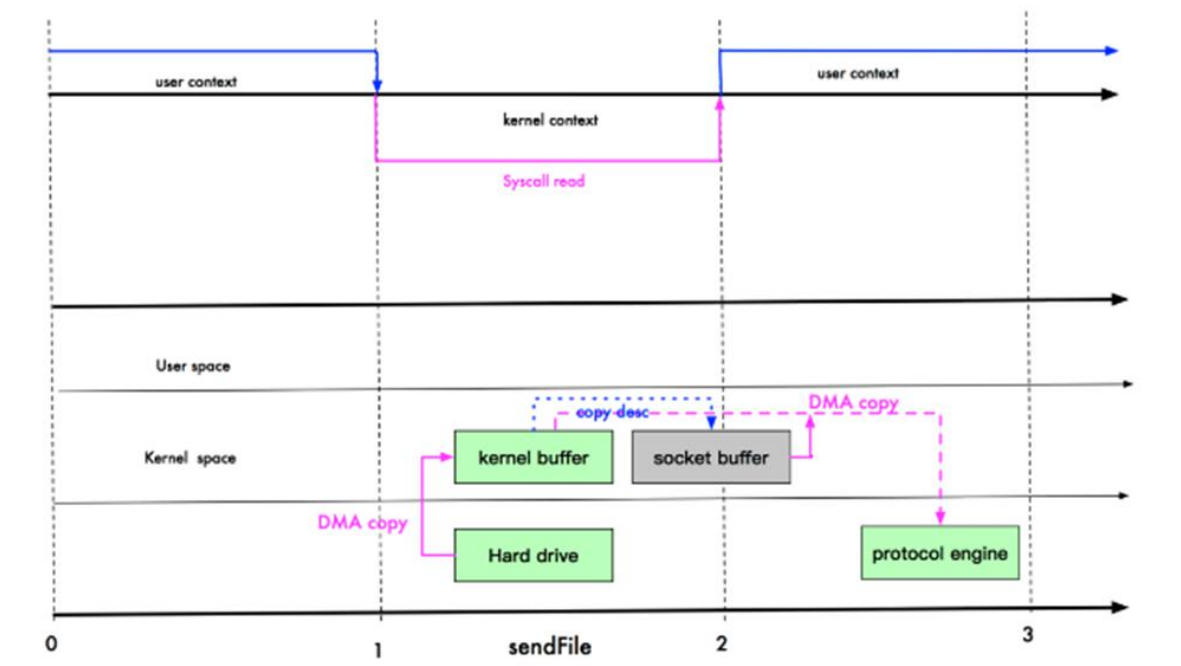 user context
user context
kernel context
Syscall read
User space
copy desc
DMA copy
Kernel space
kernel buffer
socket buffer
DMA copy
Hard drive
protocol engine
0
1
sendFile
2
3